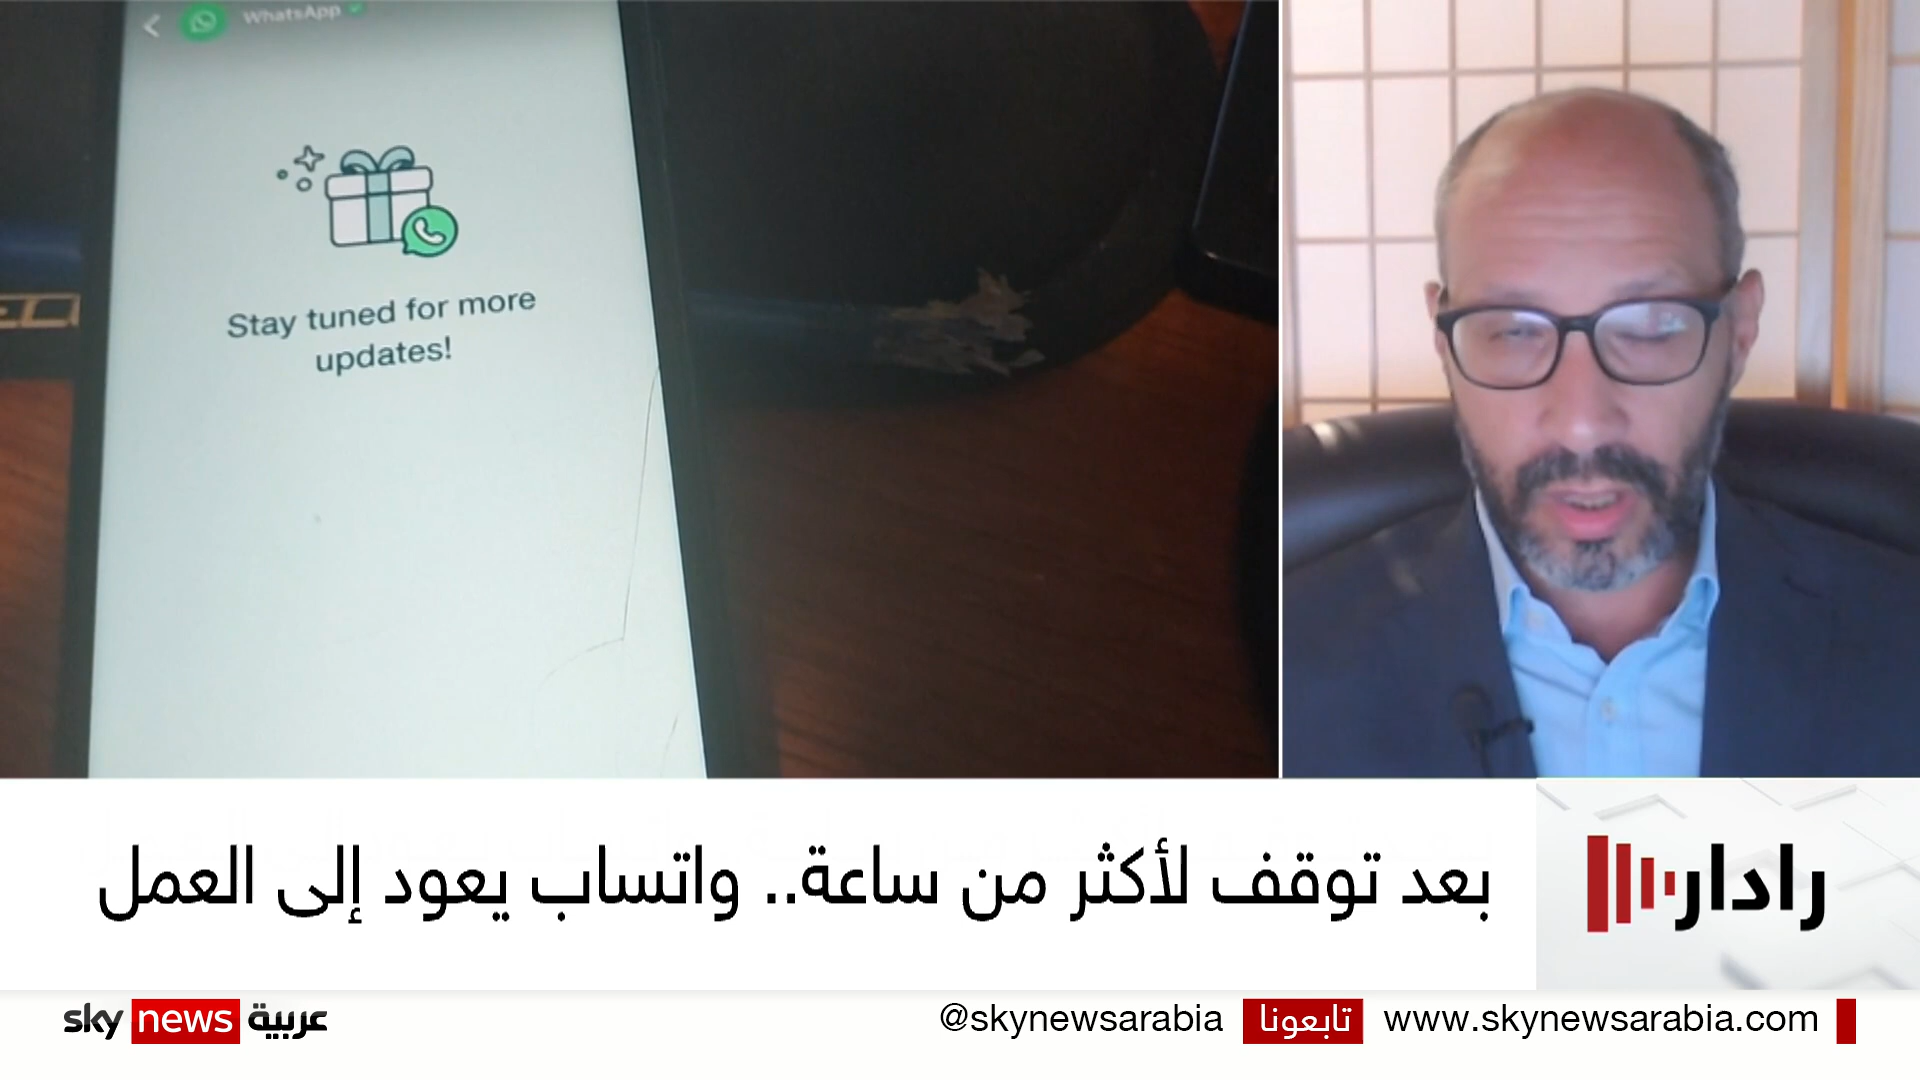 WhatsApp
Stay tuned for more
updates!
بعد توقف لأكثر من ساعة.. واتساب يعود إلى العمل
رادار
sky news عربية
@skynewsarabia تابعونا www.skynewsarabia.com